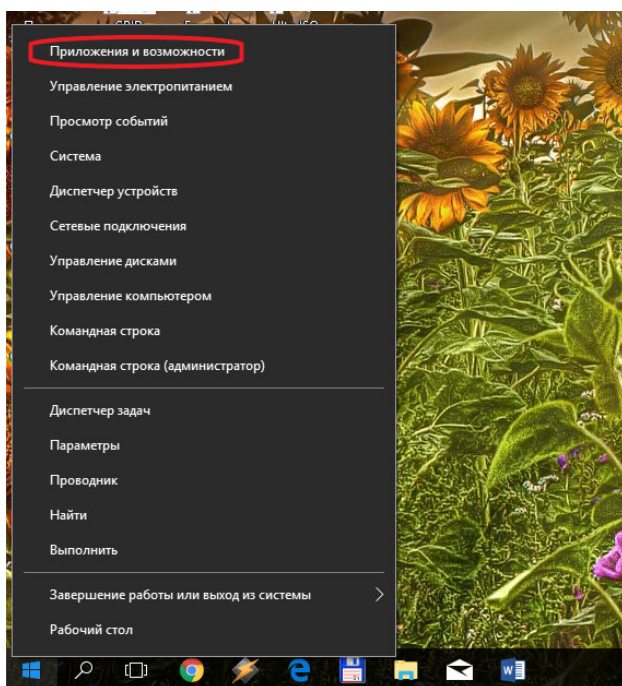 Приложения и возможности
Управление электропитанием
Просмотр событий
Система
Диспетчер устройств
Сетевые подключения
Управление дисками
Управление компьютером
Командная строка
Командная строка (администратор)
Диспетчер задач
Параметры
Проводник
Найти
Выполнить
Завершение работы или выход из системы
Рабочий стол